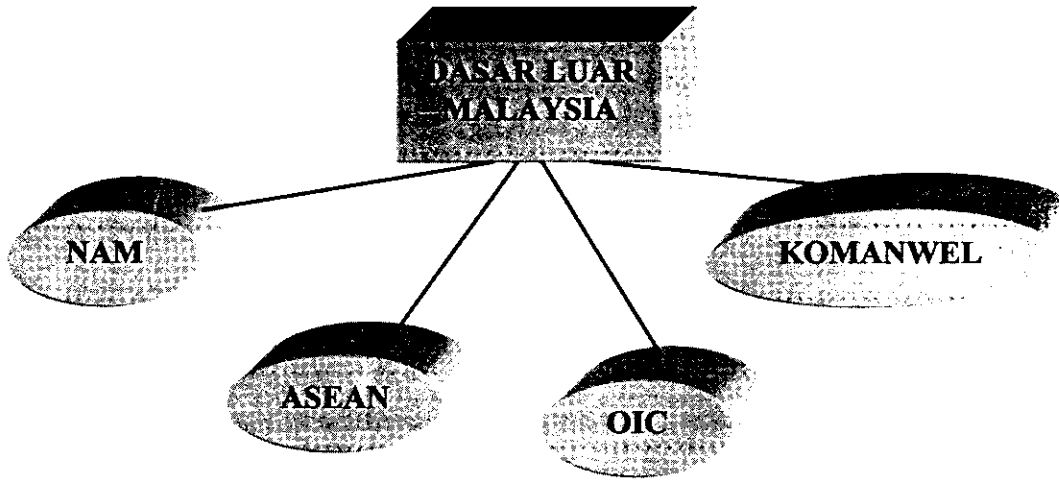 DASAR LUAR
MALAYSIA
NAM
KOMANWEL
ASEAN
OIC